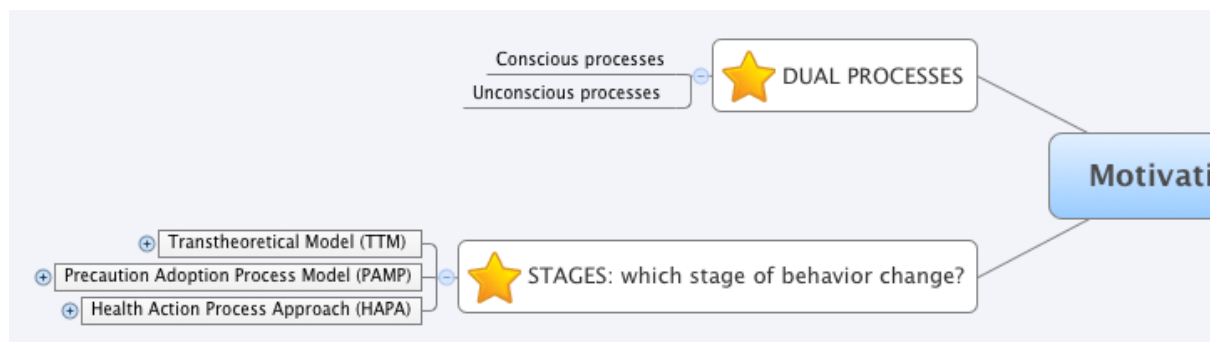 Conscious processes
Unconscious processes
DUAL PROCESSES
Motivati
Transtheoretical Model (TTM)
Precaution Adoption Process Model (PAMP)
Health Action Process Approach (HAPA)
STAGES: which stage of behavior change?